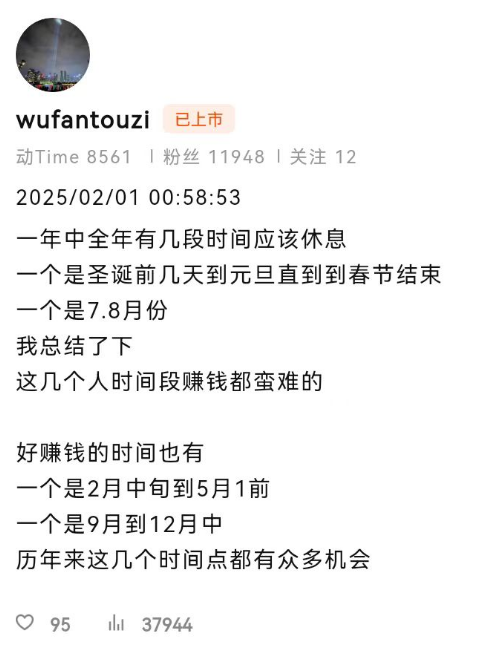 wufantouzi 已上市
动Time 8561 | 粉丝 11948 | 关注 12
2025/02/01 00:58:53
一年中全年有几段时间应该休息
一个是圣诞前几天到元旦直到到春节结束
一个是7.8月份
我总结了下
这几个人时间段赚钱都蛮难的
好赚钱的时间也有
一个是2月中旬到5月1前
一个是9月到12月中
历年来这几个时间点都有众多机会
95 37944